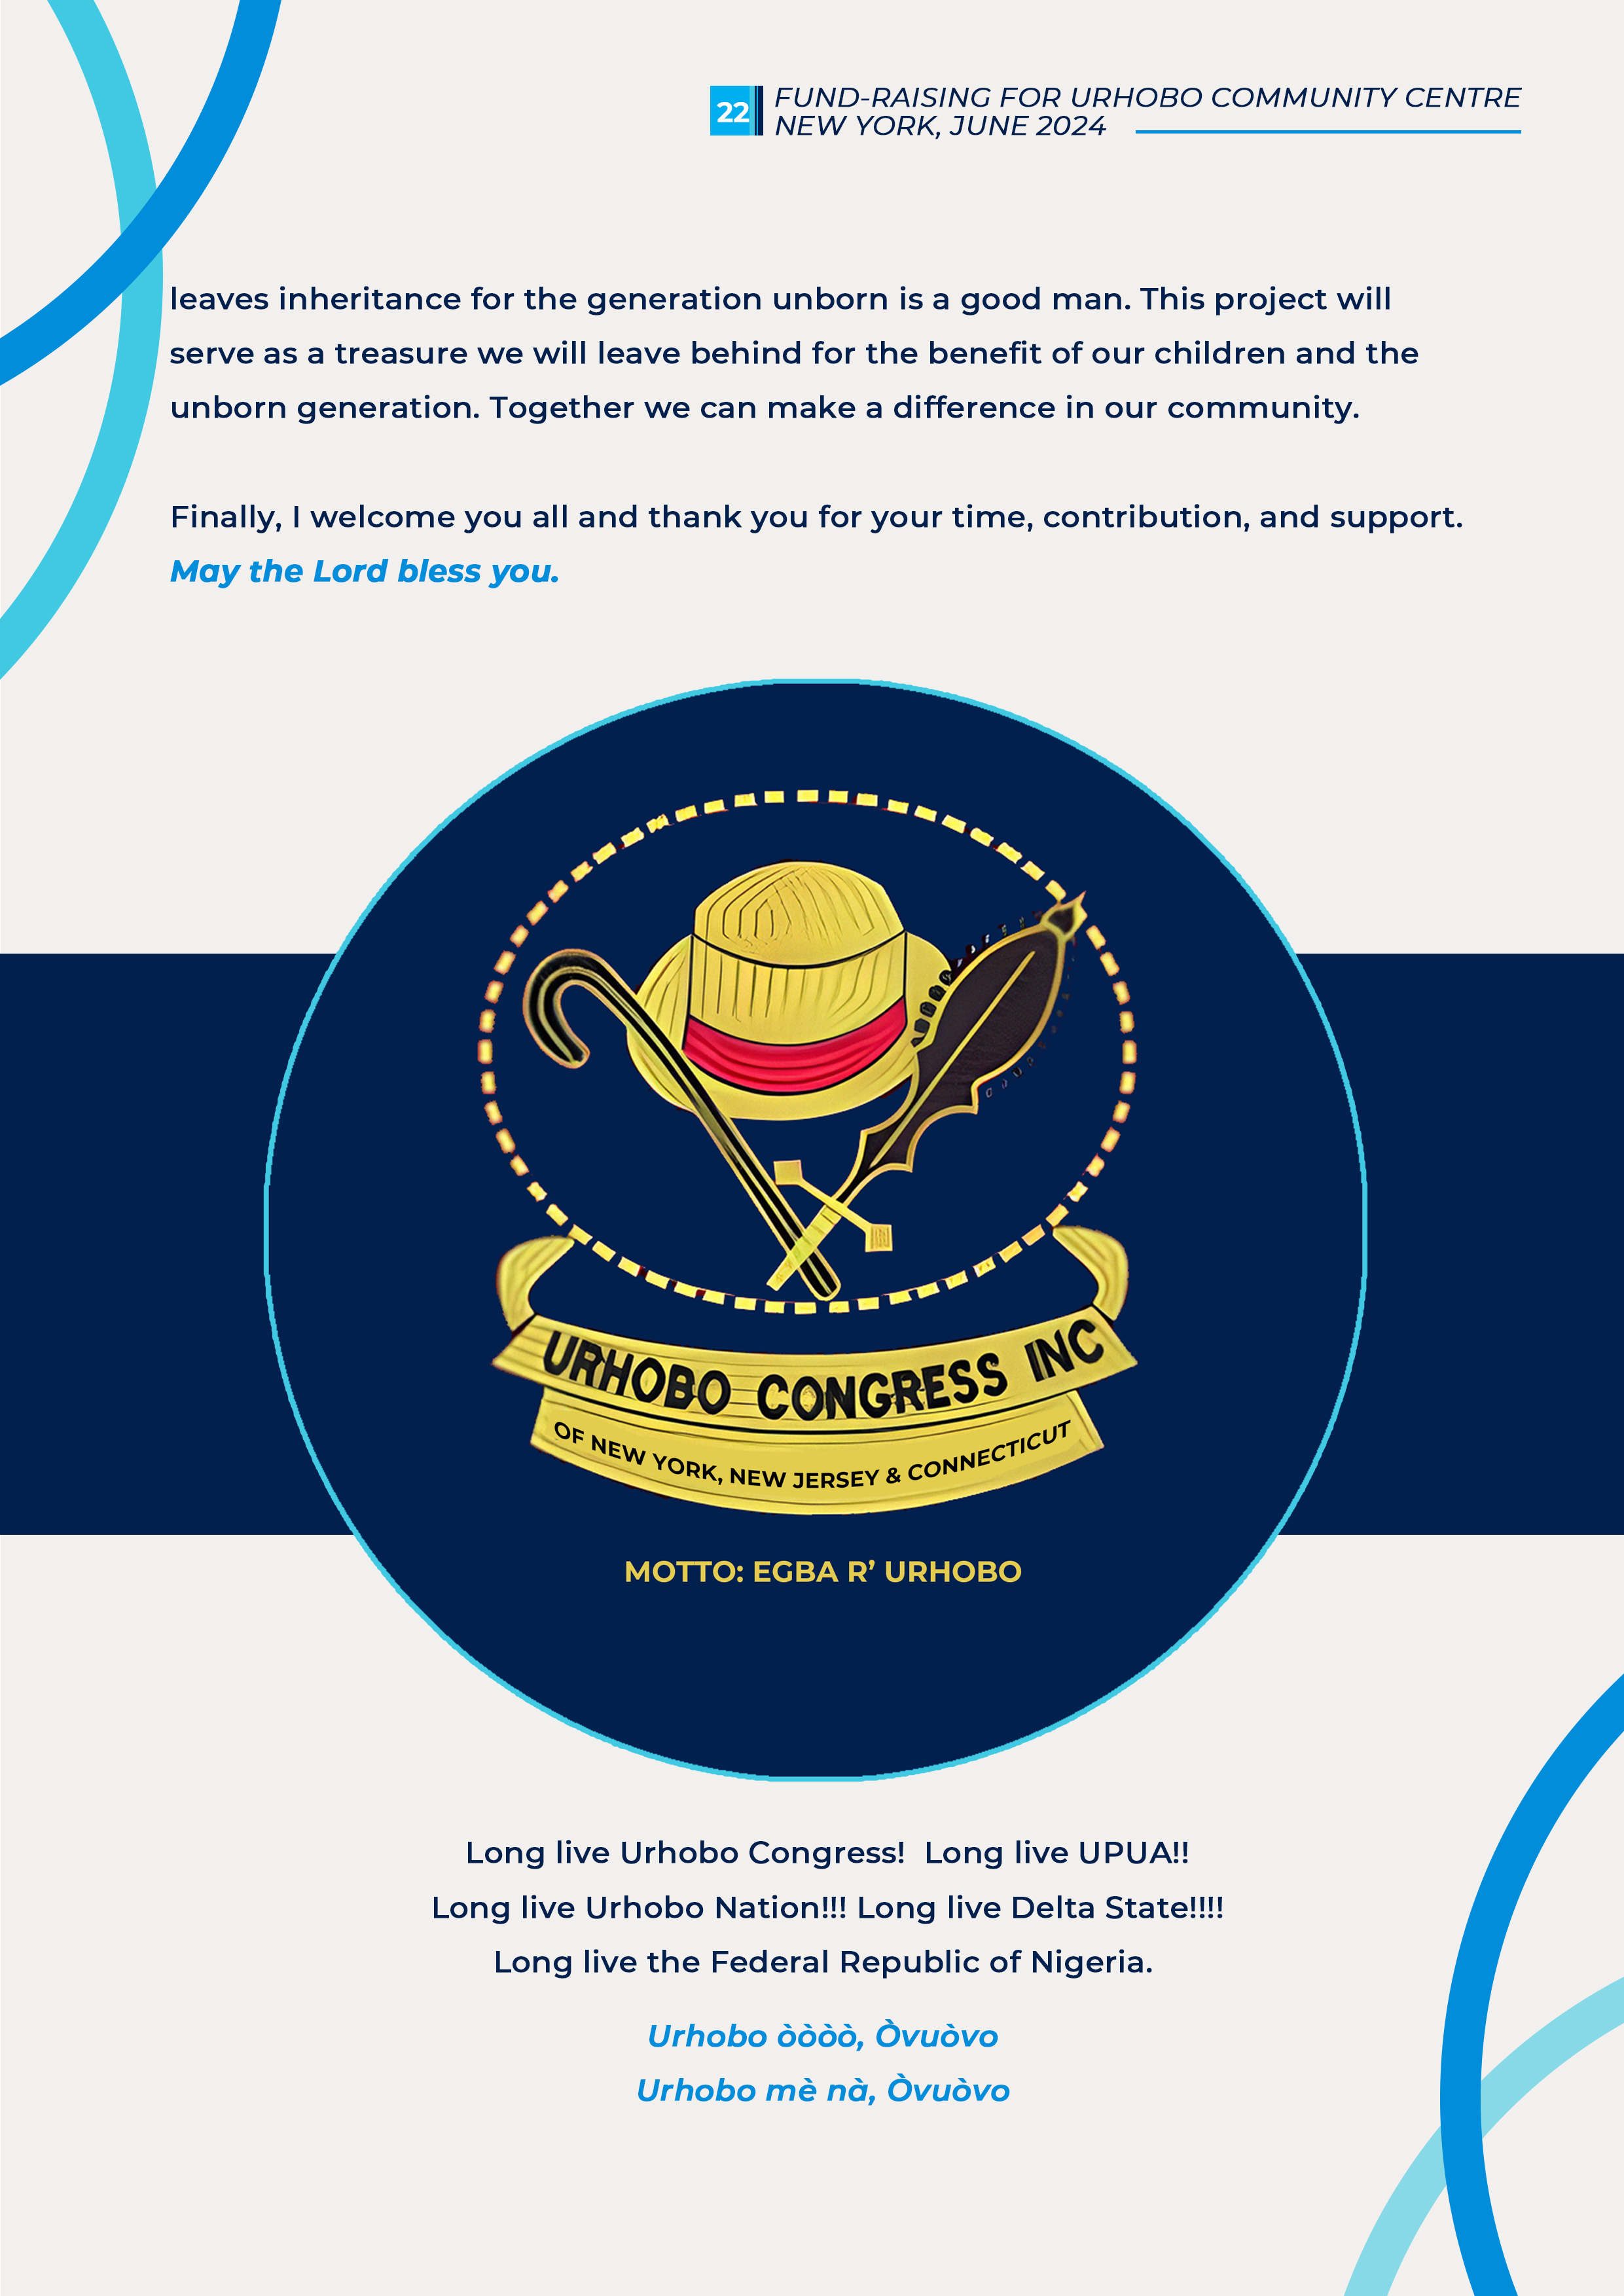 22
FUND-RAISING FOR URHOBO COMMUNITY CENTRE
NEW YORK, JUNE 2024
leaves inheritance for the generation unborn is a good man. This project will
serve as a treasure we will leave behind for the benefit of our children and the
unborn generation. Together we can make a difference in our community.
Finally, I welcome you all and thank you for your time, contribution, and support.
May the Lord bless you.
URHOBO CONGRESS INC
OF NEW YORK, NEW JERSEY & CONNECTICUT
MOTTO: EGBA R’ URHOBO
Long live Urhobo Congress!  Long live UPUA!!
Long live Urhobo Nation!!! Long live Delta State!!!!
Long live the Federal Republic of Nigeria.
Urhobo òòòò, Òvuòvo
Urhobo mè nà, Òvuòvo